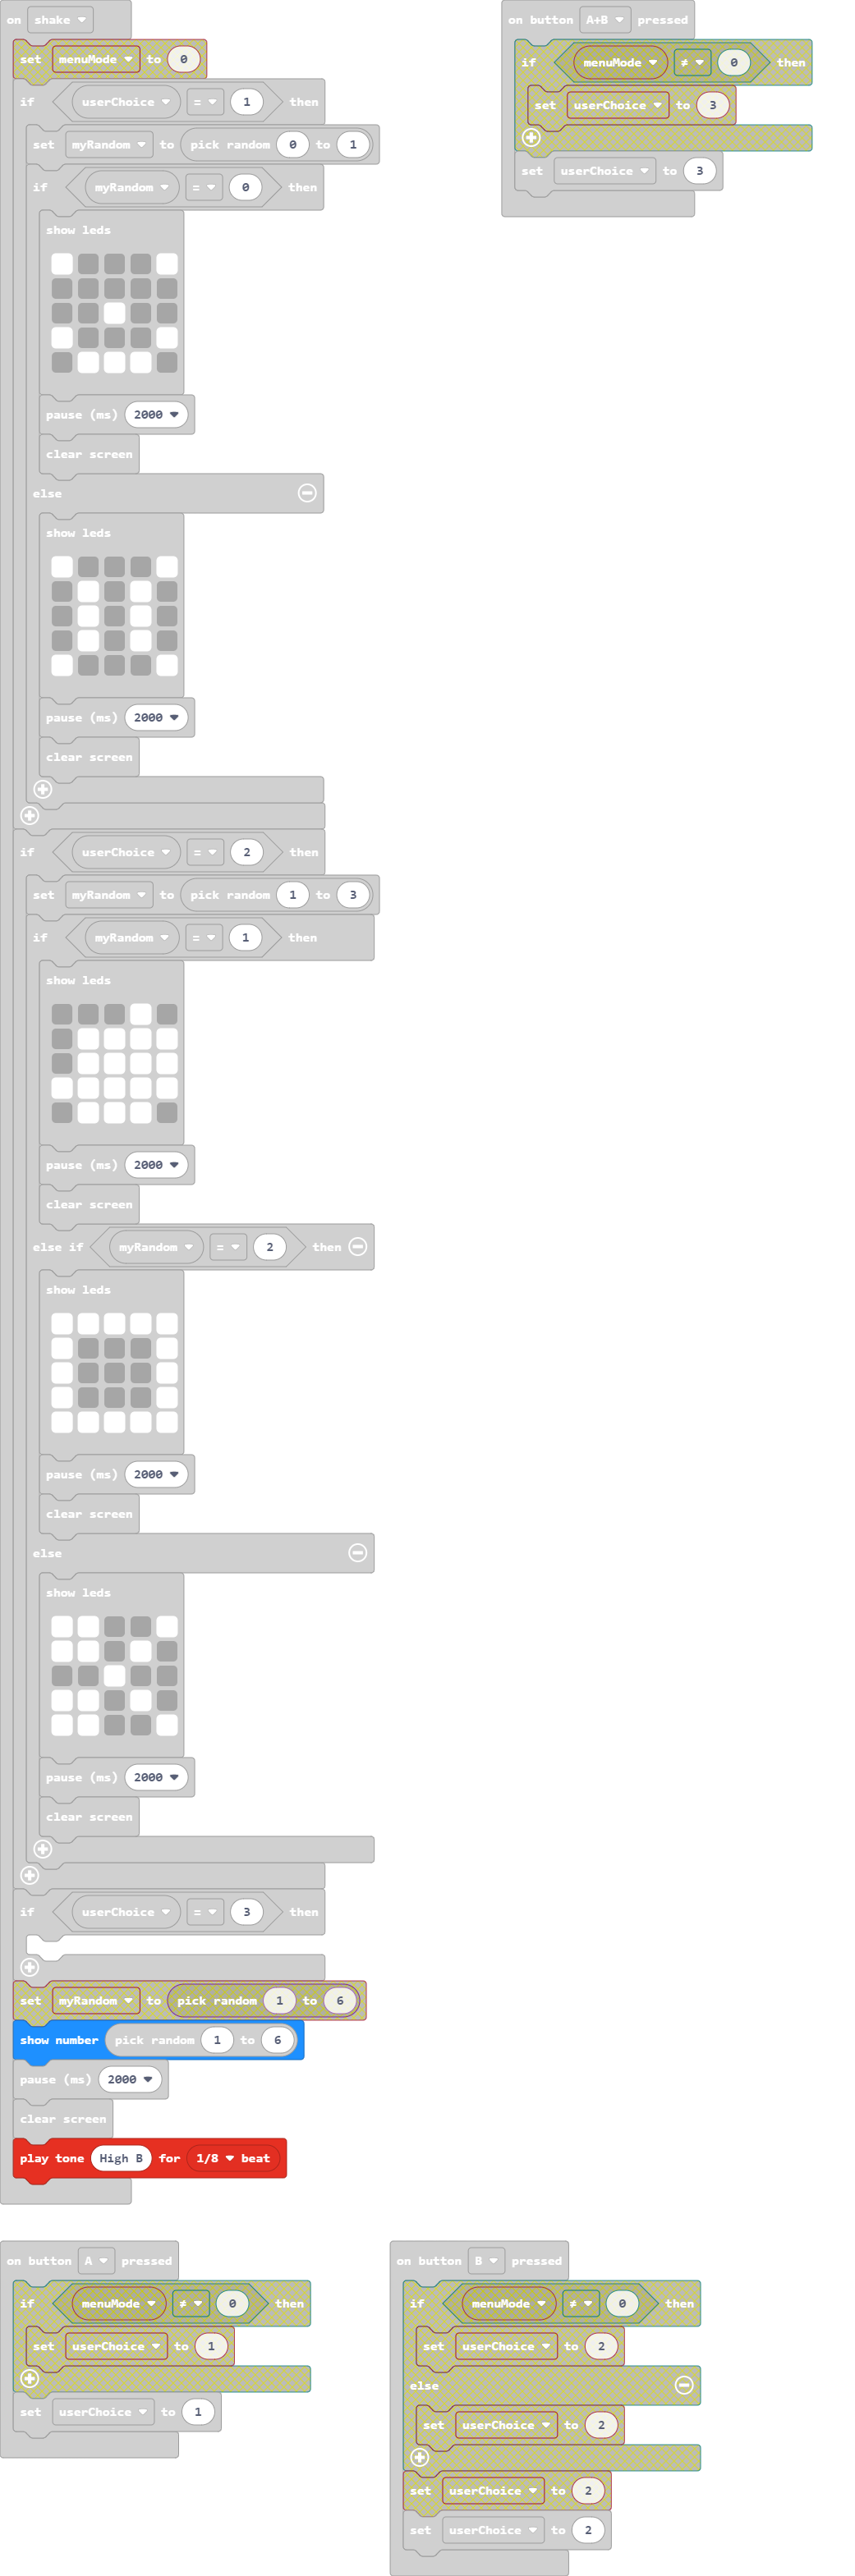 on shake
set menuMode to 0
if userChoice = 1 then
set myRandom to pick random 0 to 1
if myRandom = 0 then
show leds
pause (ms) 2000
clear screen
else
show leds
pause (ms) 2000
clear screen
if userChoice = 2 then
set myRandom to pick random 1 to 3
if myRandom = 1 then
show leds
pause (ms) 2000
clear screen
else if myRandom = 2 then
show leds
pause (ms) 2000
clear screen
else
show leds
pause (ms) 2000
clear screen
if userChoice = 3 then
set myRandom to pick random 1 to 6
show number pick random 1 to 6
pause (ms) 2000
clear screen
play tone High B for 1/8 beat
on button A+B pressed
if menuMode ≠ 0 then
set userChoice to 3
set userChoice to 3
on button A pressed
if menuMode ≠ 0 then
set userChoice to 1
set userChoice to 1
on button B pressed
if menuMode ≠ 0 then
set userChoice to 2
else
set userChoice to 2
set userChoice to 2
set userChoice to 2